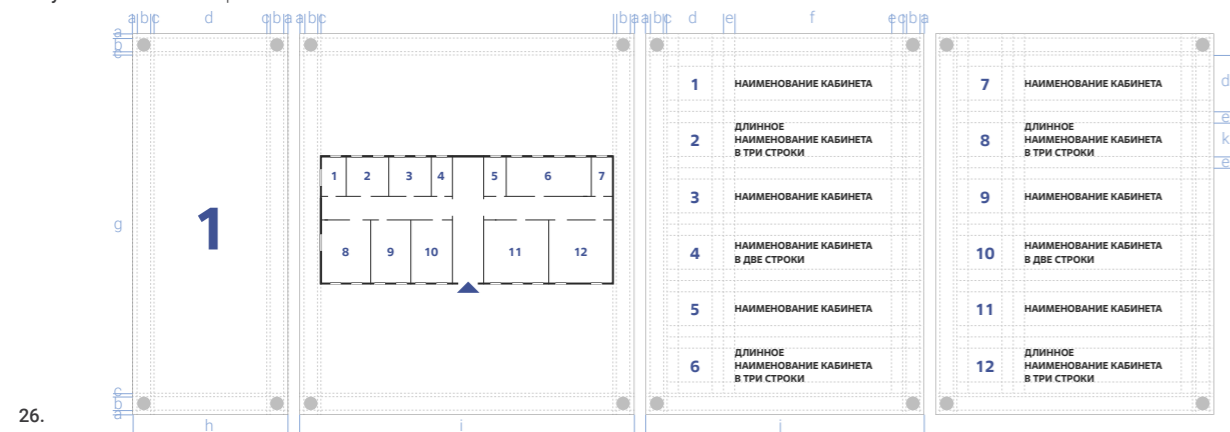 a b c d c b a a b c b a a b c d e f e c b a
a
b
c
1 НАИМЕНОВАНИЕ КАБИНЕТА 7 НАИМЕНОВАНИЕ КАБИНЕТА d
e
ДЛИННОЕ ДЛИННОЕ
2 НАИМЕНОВАНИЕ КАБИНЕТА 8 НАИМЕНОВАНИЕ КАБИНЕТА k
В ТРИ СТРОКИ В ТРИ СТРОКИ
e
1 2 3 4 5 6 7
3 НАИМЕНОВАНИЕ КАБИНЕТА 9 НАИМЕНОВАНИЕ КАБИНЕТА
g 1
8 9 10 11 12
4 НАИМЕНОВАНИЕ КАБИНЕТА 10 НАИМЕНОВАНИЕ КАБИНЕТА
В ДВЕ СТРОКИ В ДВЕ СТРОКИ
5 НАИМЕНОВАНИЕ КАБИНЕТА 11 НАИМЕНОВАНИЕ КАБИНЕТА
ДЛИННОЕ ДЛИННОЕ
6 НАИМЕНОВАНИЕ КАБИНЕТА 12 НАИМЕНОВАНИЕ КАБИНЕТА
В ТРИ СТРОКИ В ТРИ СТРОКИ
c
b
a
26.
h i i